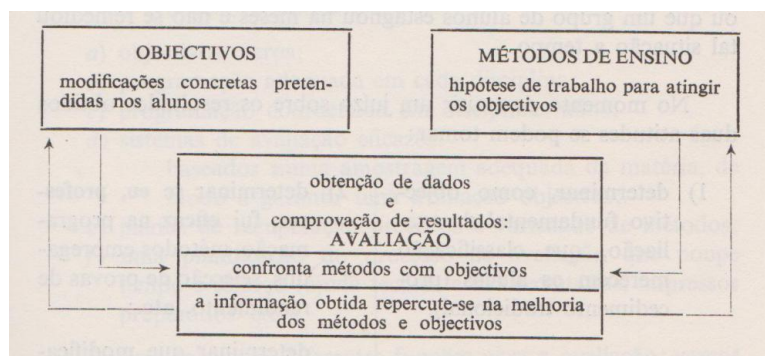 OBJECTIVOS
modificações concretas preten-
didas nos alunos
MÉTODOS DE ENSINO
hipótese de trabalho para atingir
os objectivos
obtenção de dados
e
comprovação de resultados:
AVALIAÇÃO
confronta métodos com objectivos
a informação obtida repercute-se na melhoria
dos métodos e objectivos